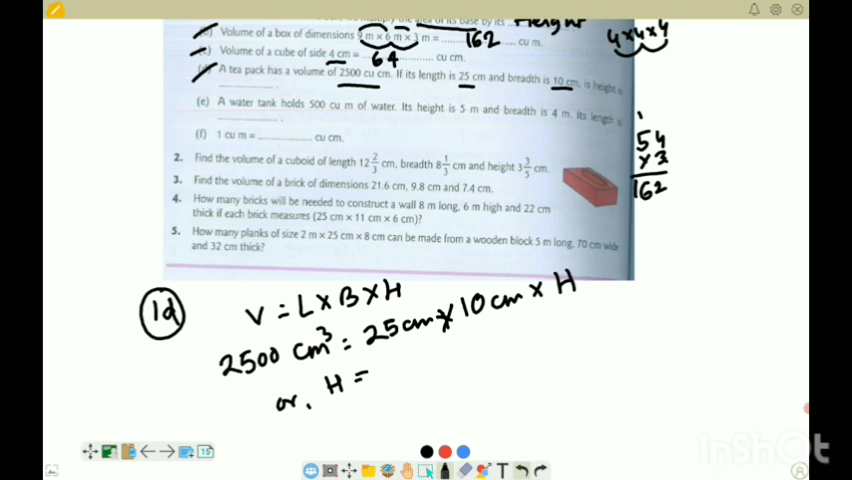 Height
(b) Volume of a box of dimensions 9 m × 6 m × 3 m = ......... 162 cu m.
4×4×4
(c) Volume of a cube of side 4 cm = ... 64 ............ cu cm.
(d) A tea pack has a volume of 2500 cu cm. If its length is 25 cm and breadth is 10 cm, is height is
.................... .
(e) A water tank holds 500 cu m of water. Its height is 5 m and breadth is 4 m. Its length is
.................... .
(f) 1 cu m = .................... cu cm.
1
54
×3
162
2. Find the volume of a cuboid of length 12 2/3 cm, breadth 8 1/3 cm and height 3 3/5 cm.
3. Find the volume of a brick of dimensions 21.6 cm, 9.8 cm and 7.4 cm.
4. How many bricks will be needed to construct a wall 8 m long, 6 m high and 22 cm
thick if each brick measures (25 cm × 11 cm × 6 cm)?
5. How many planks of size 2 m × 25 cm × 8 cm can be made from a wooden block 5 m long, 70 cm wide
and 32 cm thick?
1d
V = L × B × H
2500 cm³ = 25 cm × 10 cm × H
or, H =
InShOt
15
T